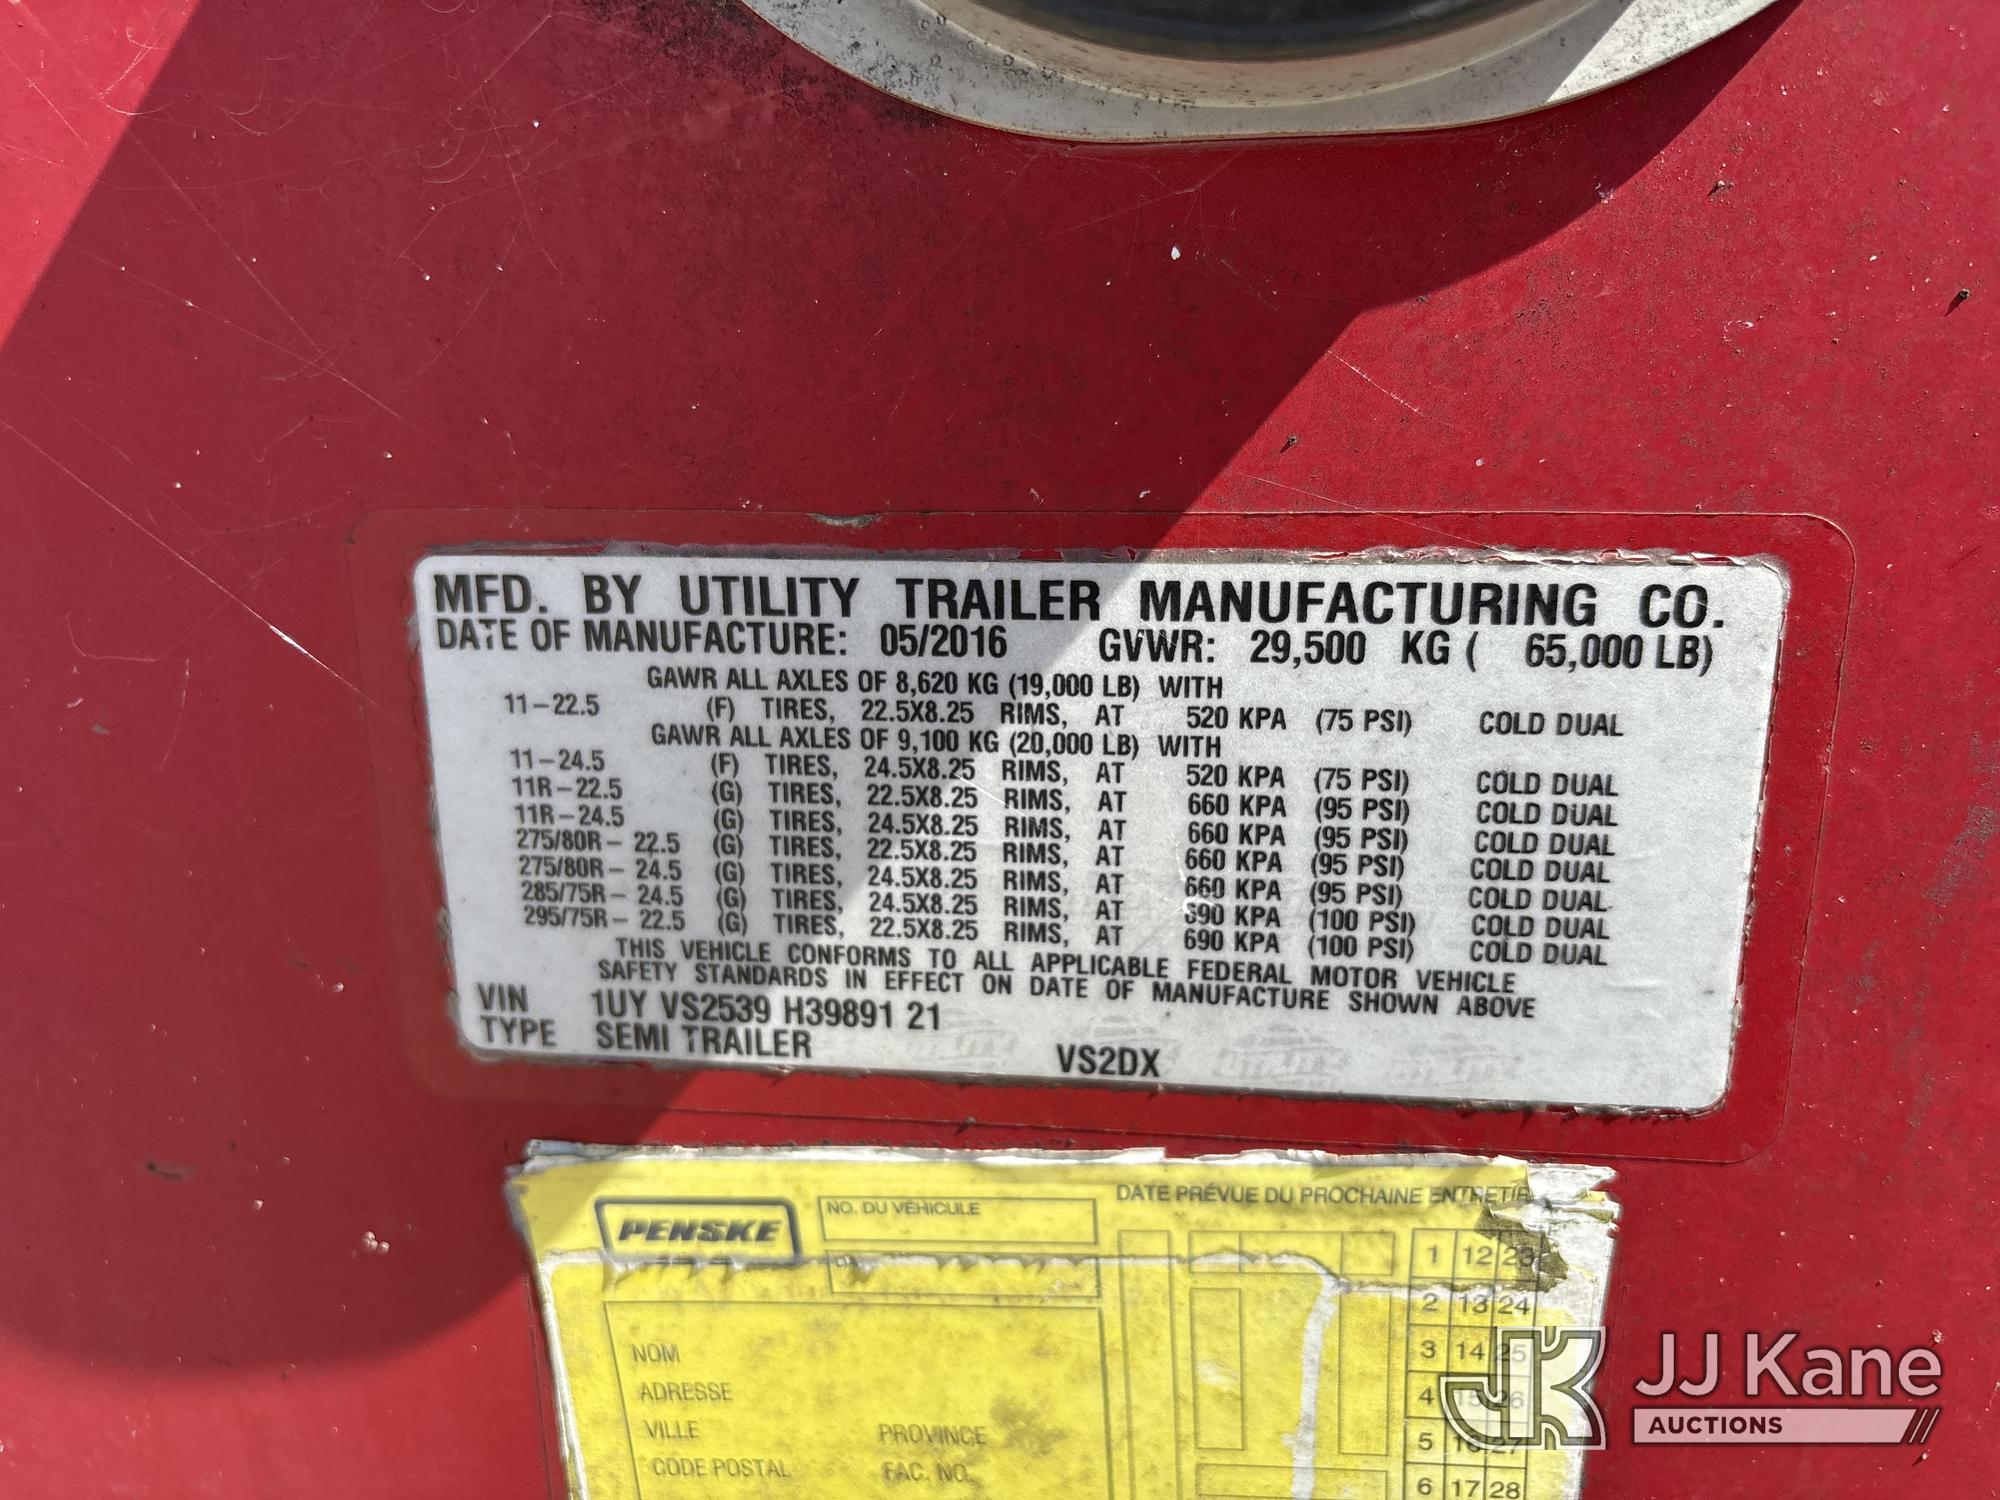 MFD. BY UTILITY TRAILER MANUFACTURING CO.
DATE OF MANUFACTURE: 05/2016 GVWR: 29,500 KG ( 65,000 LB)
GAWR ALL AXLES OF 8,620 KG (19,000 LB) WITH
11-22.5 (F) TIRES, 22.5X8.25 RIMS, AT 520 KPA (75 PSI) COLD DUAL
GAWR ALL AXLES OF 9,100 KG (20,000 LB) WITH
11-24.5 (F) TIRES, 24.5X8.25 RIMS, AT 520 KPA (75 PSI) COLD DUAL
11R-22.5 (G) TIRES, 22.5X8.25 RIMS, AT 660 KPA (95 PSI) COLD DUAL
11R-24.5 (G) TIRES, 24.5X8.25 RIMS, AT 660 KPA (95 PSI) COLD DUAL
275/80R-22.5 (G) TIRES, 22.5X8.25 RIMS, AT 660 KPA (95 PSI) COLD DUAL
275/80R-24.5 (G) TIRES, 24.5X8.25 RIMS, AT 660 KPA (95 PSI) COLD DUAL
285/75R-24.5 (G) TIRES, 24.5X8.25 RIMS, AT 690 KPA (100 PSI) COLD DUAL
295/75R-22.5 (G) TIRES, 22.5X8.25 RIMS, AT 690 KPA (100 PSI) COLD DUAL
THIS VEHICLE CONFORMS TO ALL APPLICABLE FEDERAL MOTOR VEHICLE
SAFETY STANDARDS IN EFFECT ON DATE OF MANUFACTURE SHOWN ABOVE
VIN 1UY VS2539 H39891 21
TYPE SEMI TRAILER VS2DX
PENSKE NO. DU VÉHICULE DATE PRÉVUE DU PROCHAINE ENTRETIE
1 12 23
2 13 24
NOM 3 14 25
ADRESSE 4 15 26
VILLE PROVINCE 5 16 27
CODE POSTAL FAC. NO. 6 17 28
JK JJ Kane
AUCTIONS